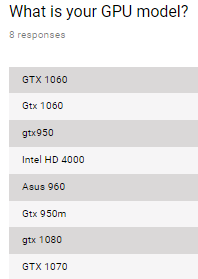 What is your GPU model?
8 responses
GTX 1060
Gtx 1060
gtx950
Intel HD 4000
Asus 960
Gtx 950m
gtx 1080
GTX 1070